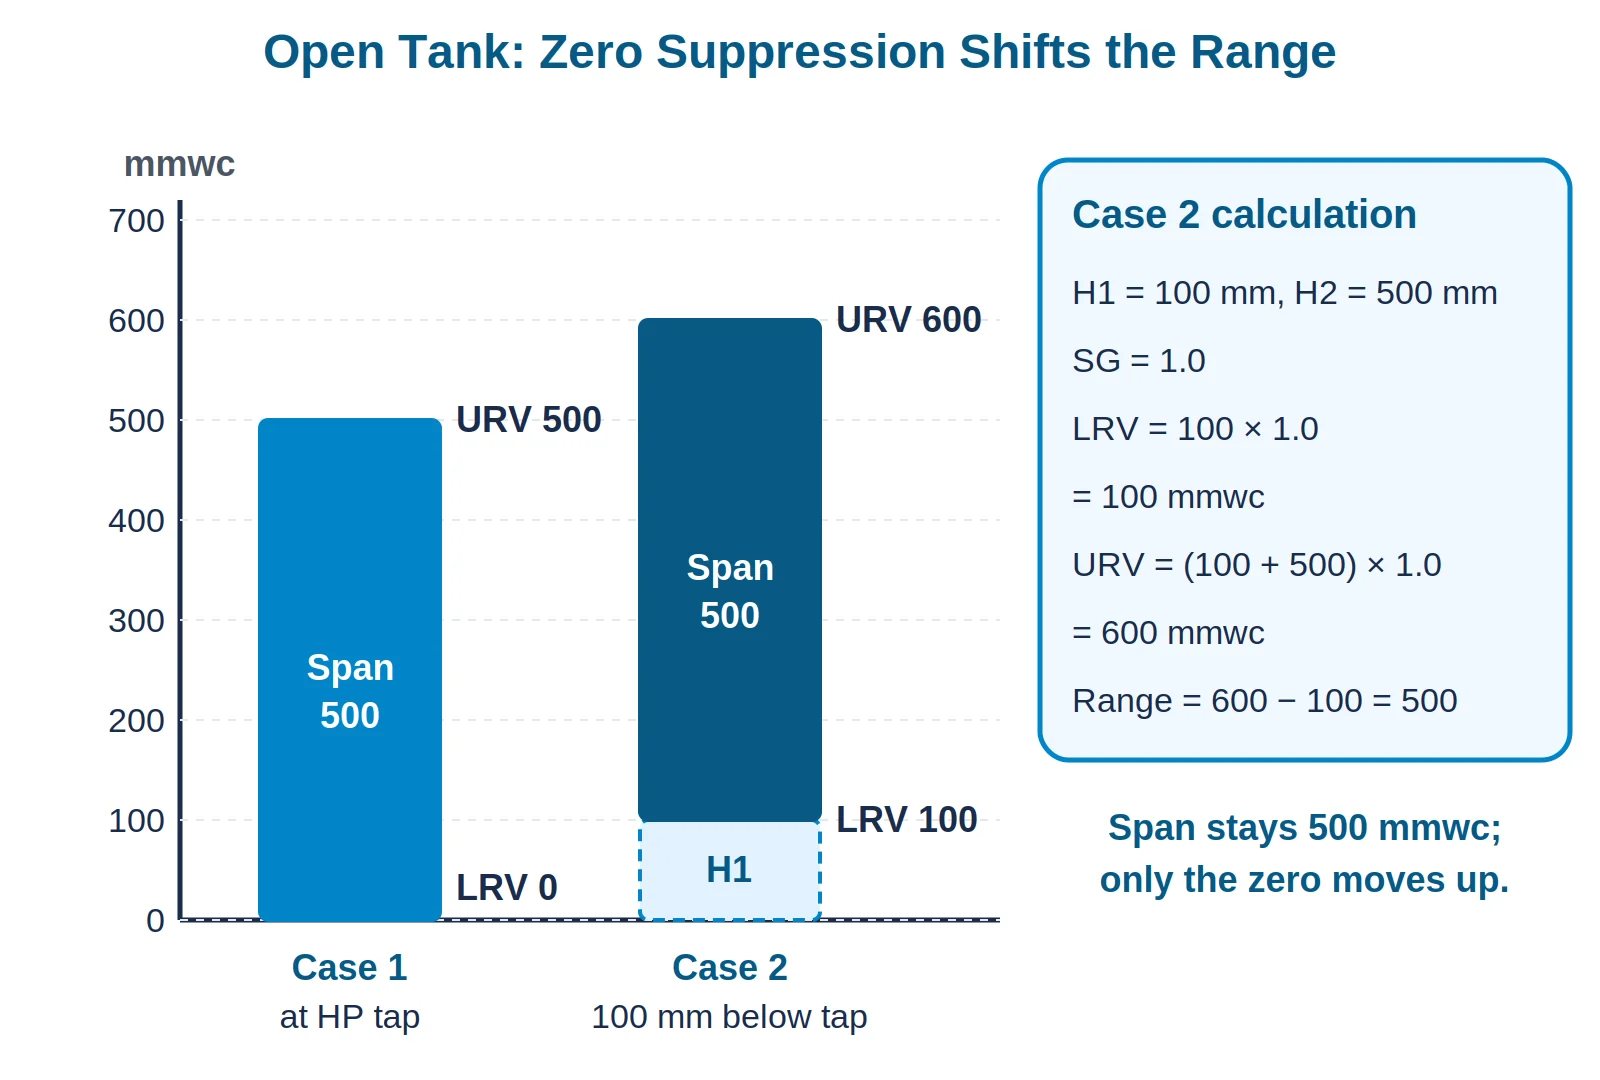 Open Tank: Zero Suppression Shifts the Range
mmwc
700
600
500
400
300
200
100
0
URV 500
Span
500
LRV 0
URV 600
Span
500
LRV 100
H1
Case 1
at HP tap
Case 2
100 mm below tap
Case 2 calculation
H1 = 100 mm, H2 = 500 mm
SG = 1.0
LRV = 100 × 1.0
= 100 mmwc
URV = (100 + 500) × 1.0
= 600 mmwc
Range = 600 − 100 = 500
Span stays 500 mmwc;
only the zero moves up.